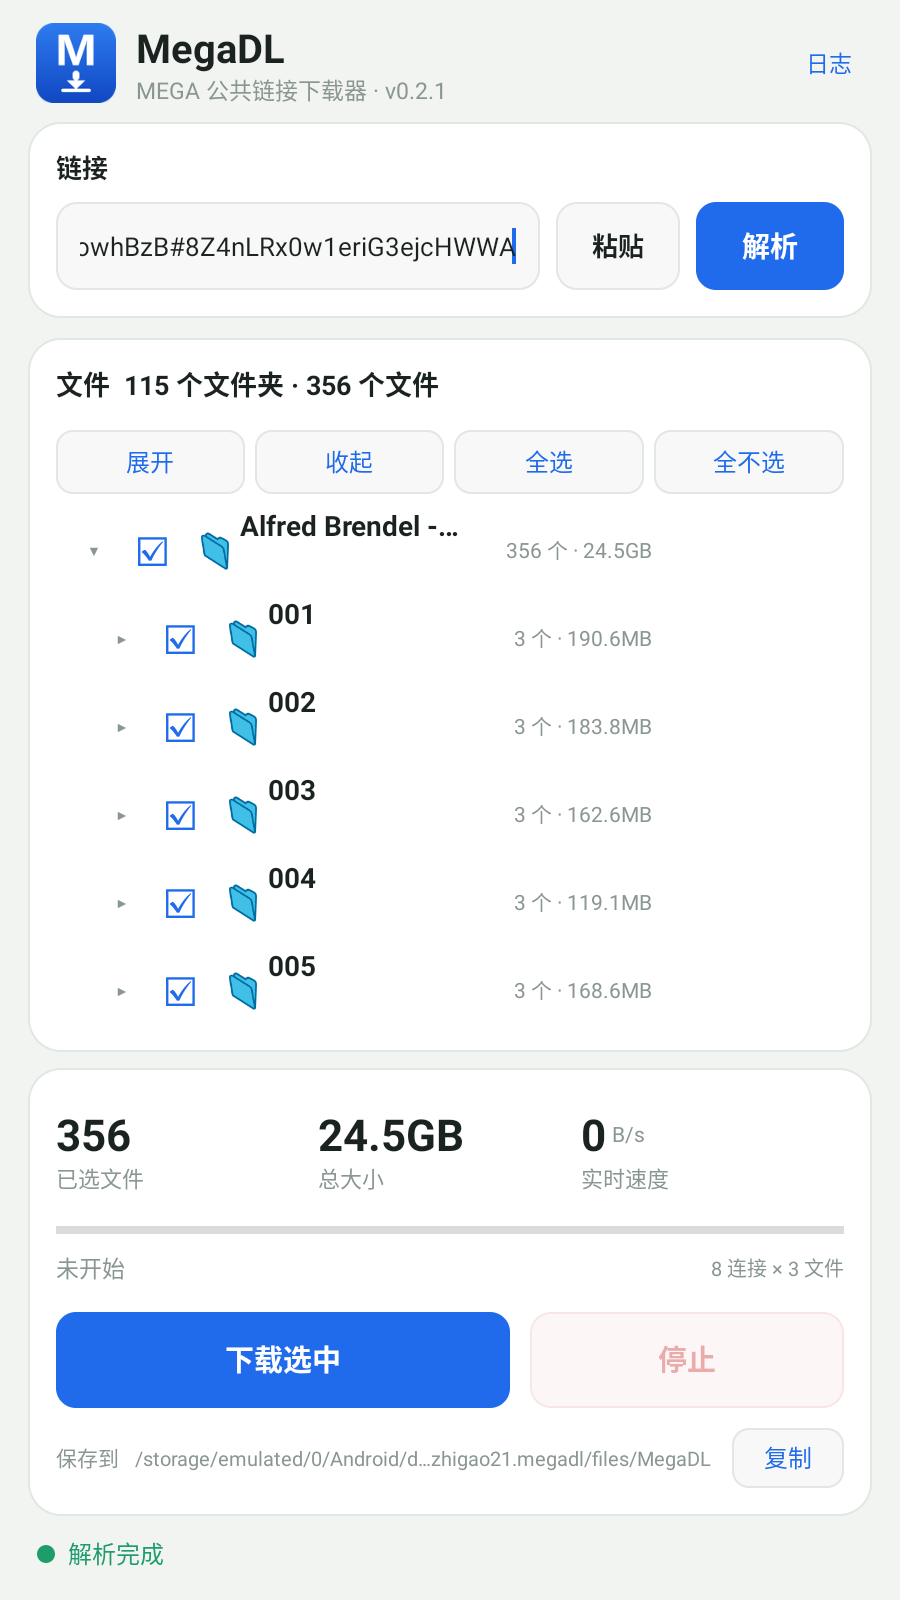 M
MegaDL
MEGA 公共链接下载器 · v0.2.1
日志
链接
owhBzB#8Z4nLRx0w1eriG3ejcHWWA
粘贴
解析
文件 115 个文件夹 · 356 个文件
展开
收起
全选
全不选
Alfred Brendel -...
356 个 · 24.5GB
001
3 个 · 190.6MB
002
3 个 · 183.8MB
003
3 个 · 162.6MB
004
3 个 · 119.1MB
005
3 个 · 168.6MB
356
24.5GB
0 B/s
已选文件
总大小
实时速度
未开始
8 连接 × 3 文件
下载选中
停止
保存到 /storage/emulated/0/Android/d...zhigao21.megadl/files/MegaDL
复制
解析完成